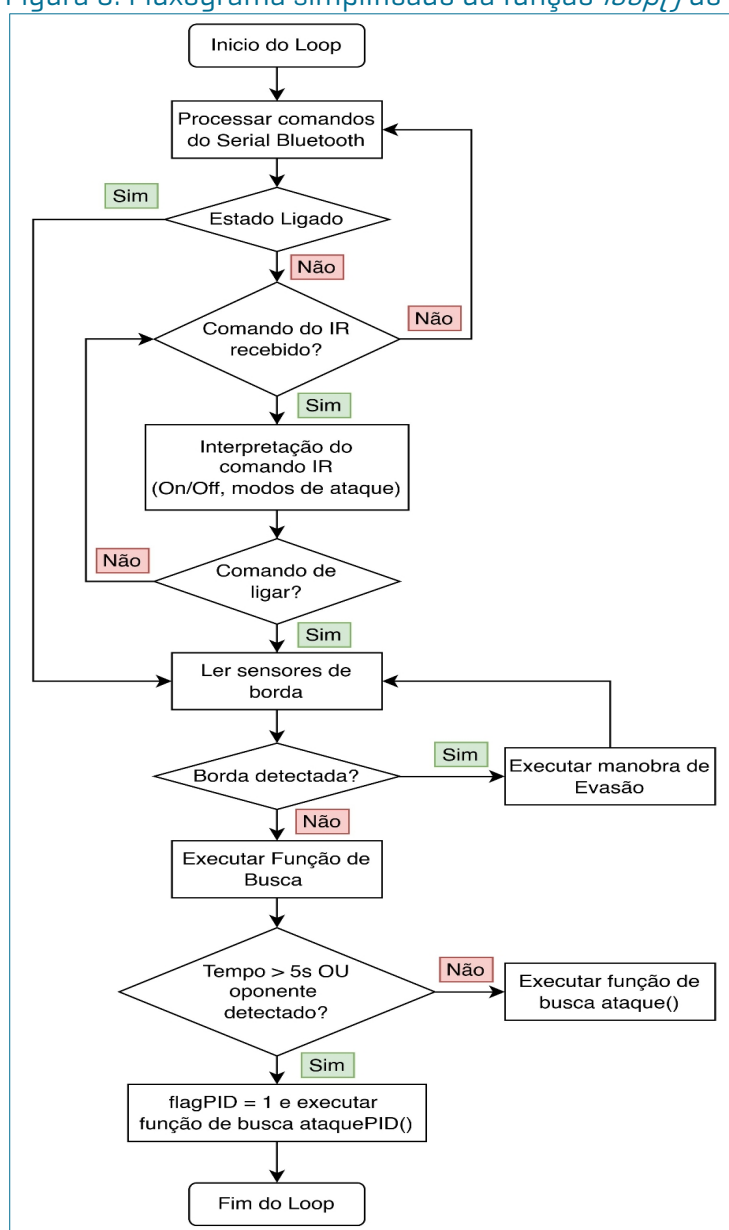 Figura 6: Fluxograma simplificado da função loop() do
Inicio do Loop
Processar comandos
do Serial Bluetooth
Sim
Estado Ligado
Não
Comando do IR
recebido?
Não
Sim
Interpretação do
comando IR
(On/Off, modos de ataque)
Não
Comando de
ligar?
Sim
Ler sensores de
borda
Borda detectada?
Sim
Executar manobra de
Evasão
Não
Executar Função de
Busca
Tempo > 5s OU
oponente
detectado?
Não
Executar função de
busca ataque()
Sim
flagPID = 1 e executar
função de busca ataquePID()
Fim do Loop